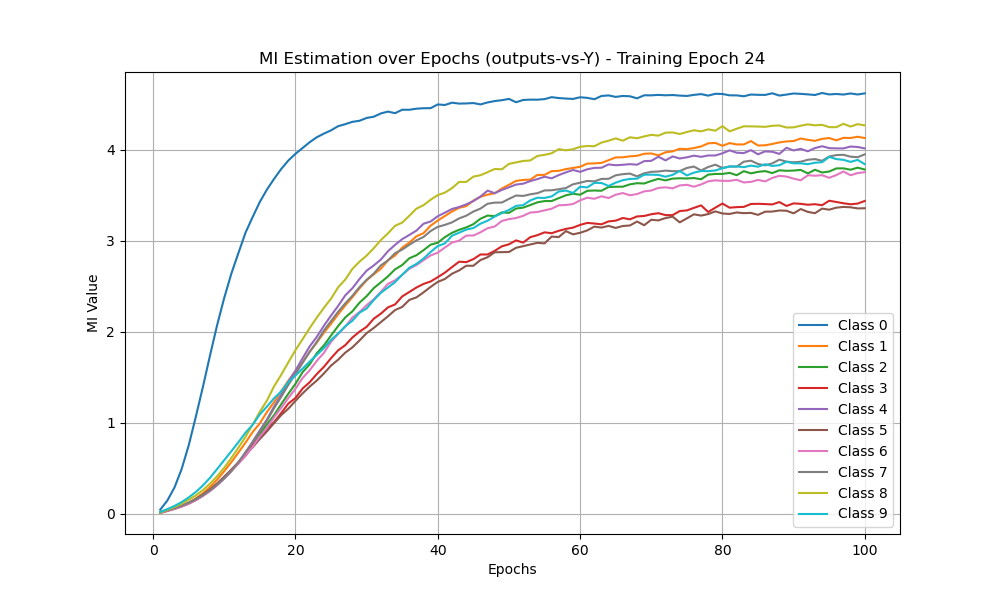 MI Estimation over Epochs (outputs-vs-Y) - Training Epoch 24
MI Value
4
3
2
1
0
0 20 40 60 80 100
Epochs
Class 0
Class 1
Class 2
Class 3
Class 4
Class 5
Class 6
Class 7
Class 8
Class 9